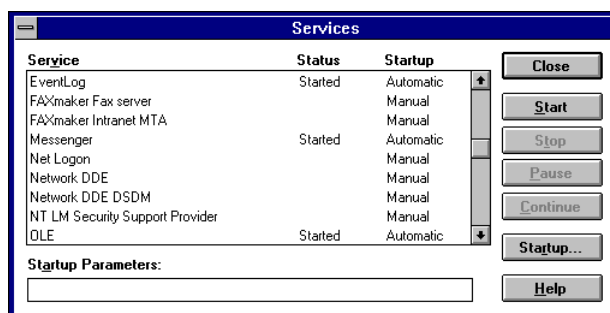 Services
Service Status Startup
EventLog Started Automatic
FAXmaker Fax server Manual
FAXmaker Intranet MTA Manual
Messenger Started Automatic
Net Logon Manual
Network DDE Manual
Network DDE DSDM Manual
NT LM Security Support Provider Manual
OLE Started Automatic
Startup Parameters:
Close
Start
Stop
Pause
Continue
Startup...
Help